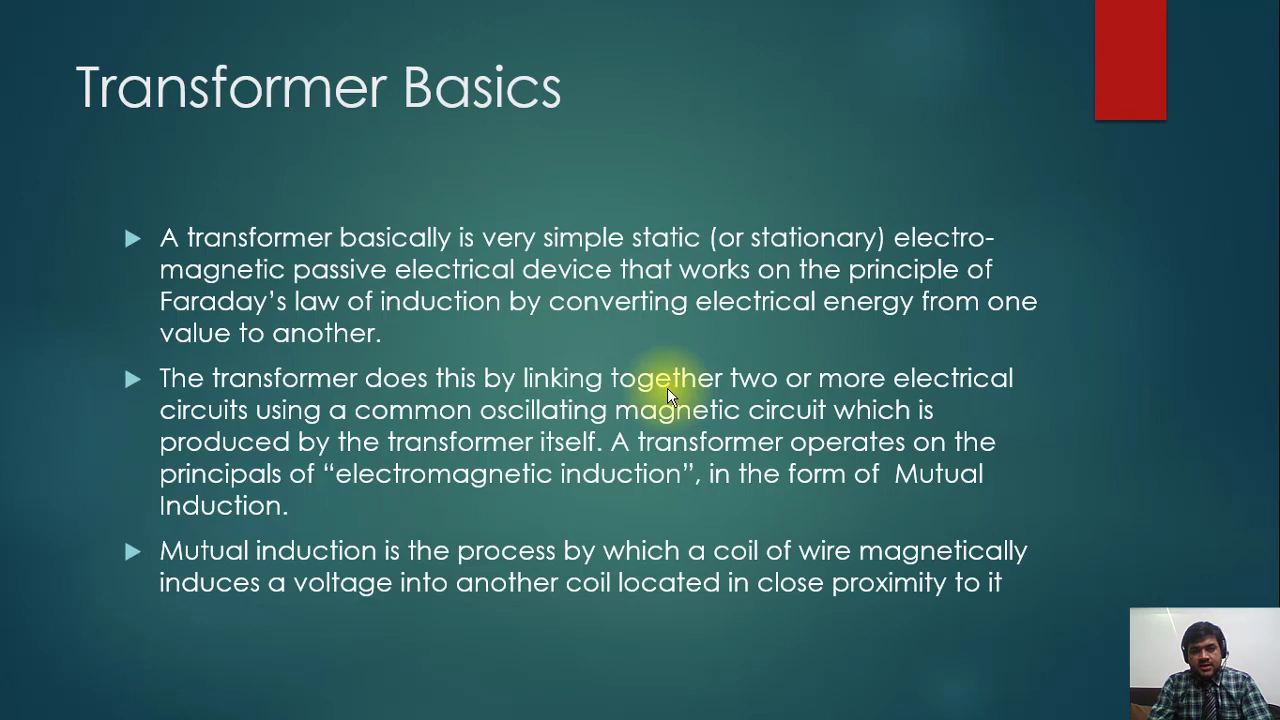 Transformer Basics
A transformer basically is very simple static (or stationary) electro-
magnetic passive electrical device that works on the principle of
Faraday’s law of induction by converting electrical energy from one
value to another.
The transformer does this by linking together two or more electrical
circuits using a common oscillating magnetic circuit which is
produced by the transformer itself. A transformer operates on the
principals of “electromagnetic induction”, in the form of  Mutual
Induction.
Mutual induction is the process by which a coil of wire magnetically
induces a voltage into another coil located in close proximity to it